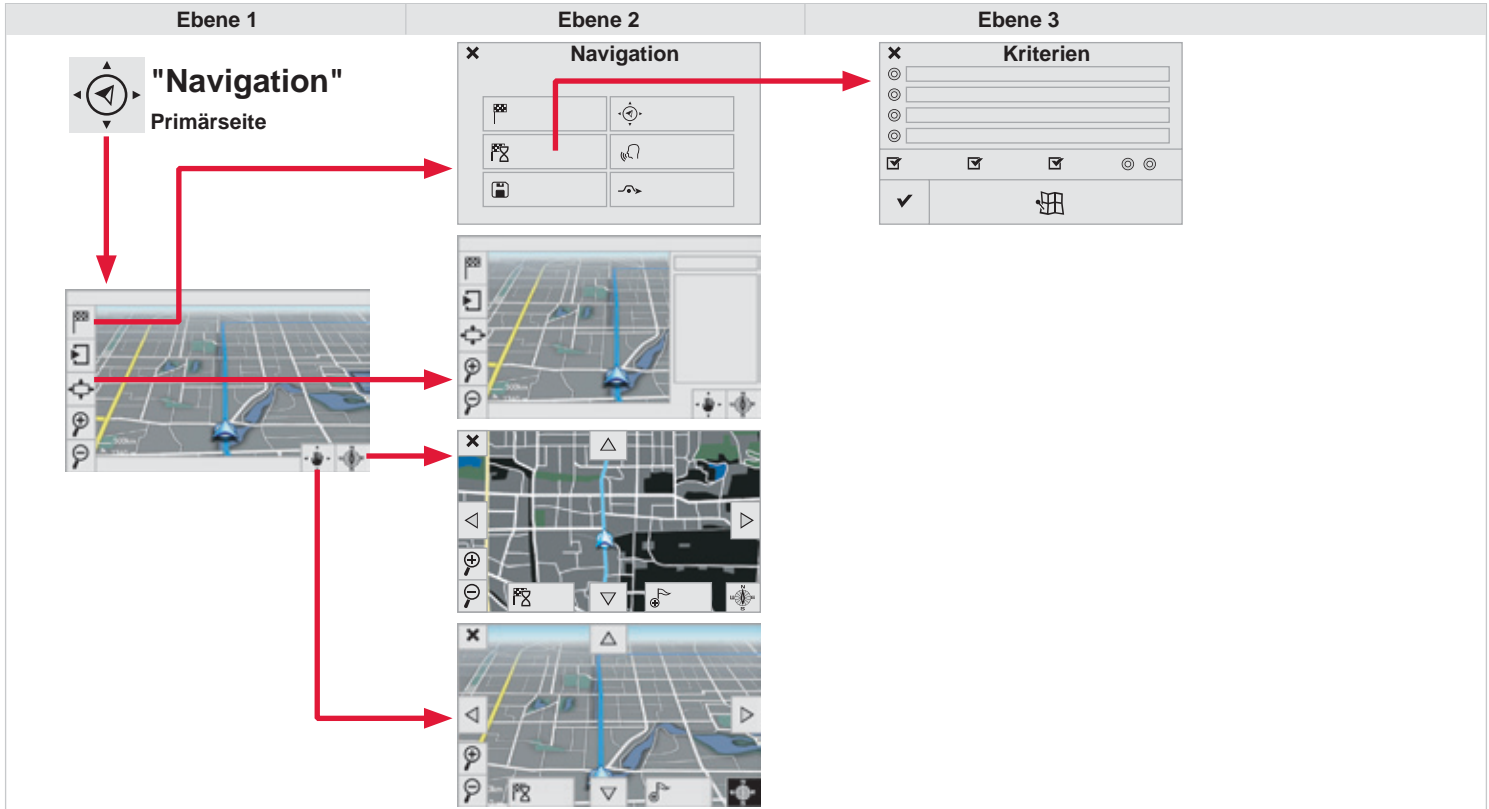 Ebene 1
Ebene 2
Ebene 3
"Navigation"
Primärseite
Navigation
Kriterien